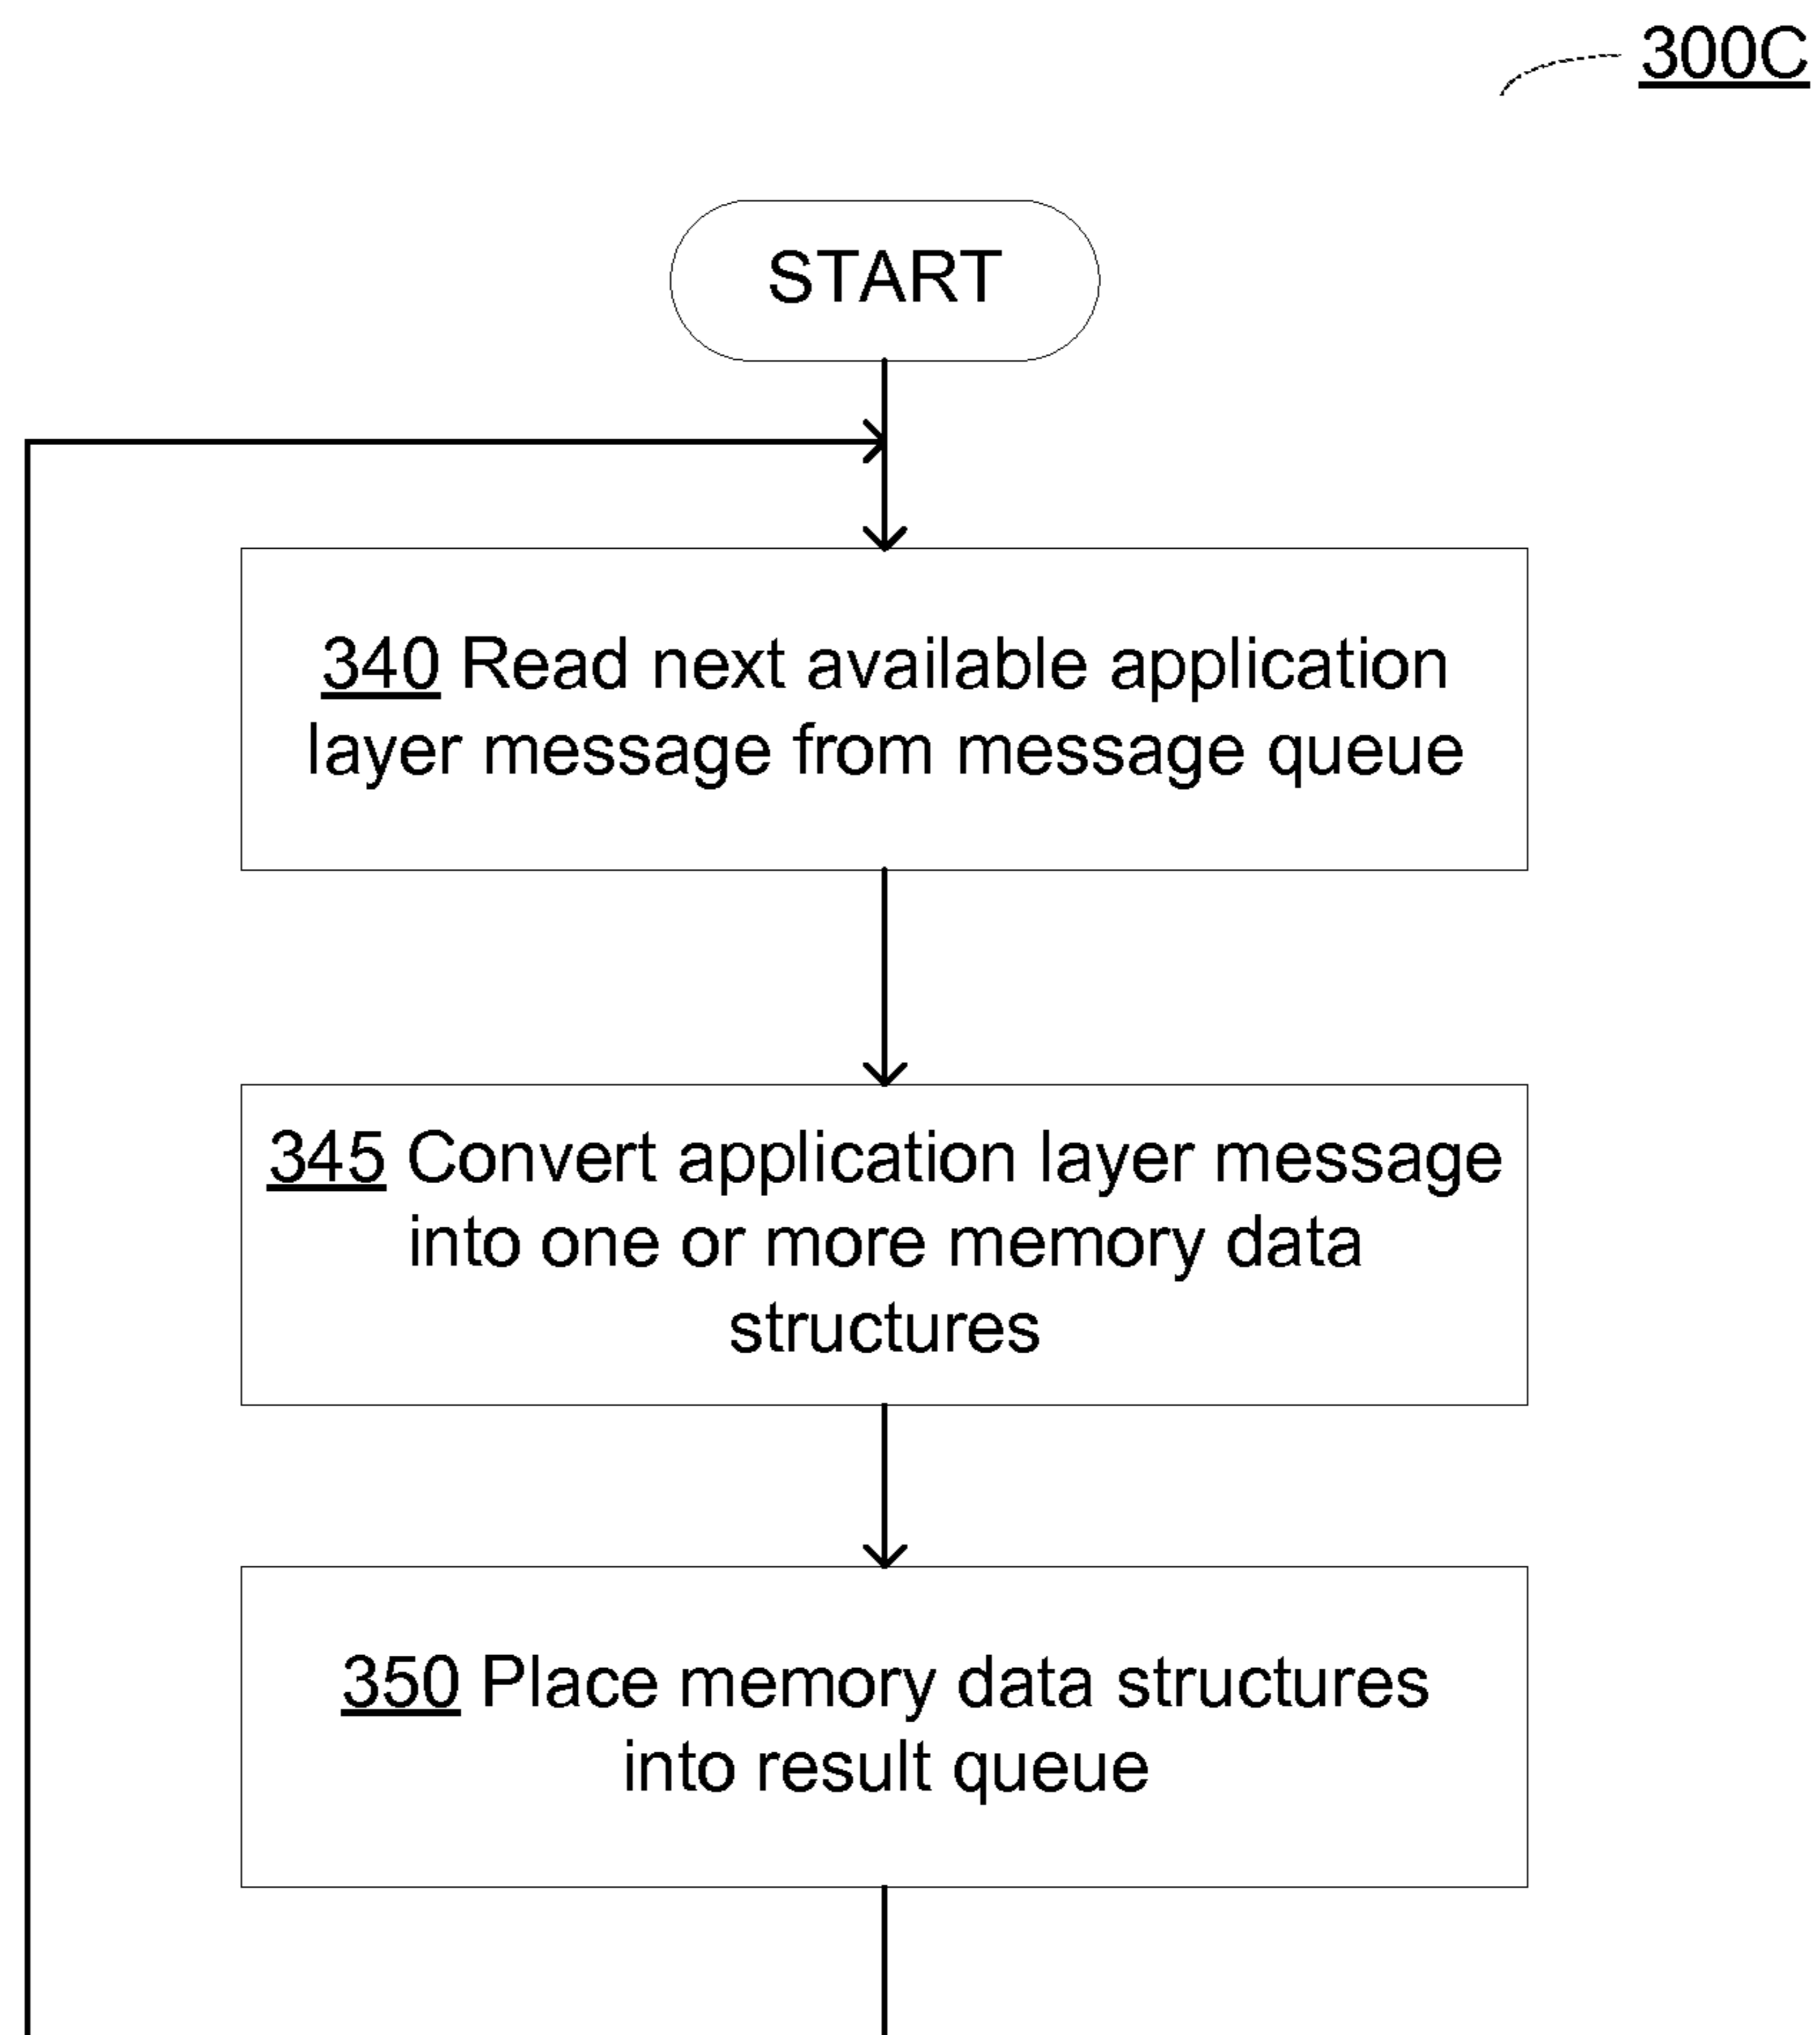 300C
START
340 Read next available application
layer message from message queue
345 Convert application layer message
into one or more memory data
structures
350 Place memory data structures
into result queue